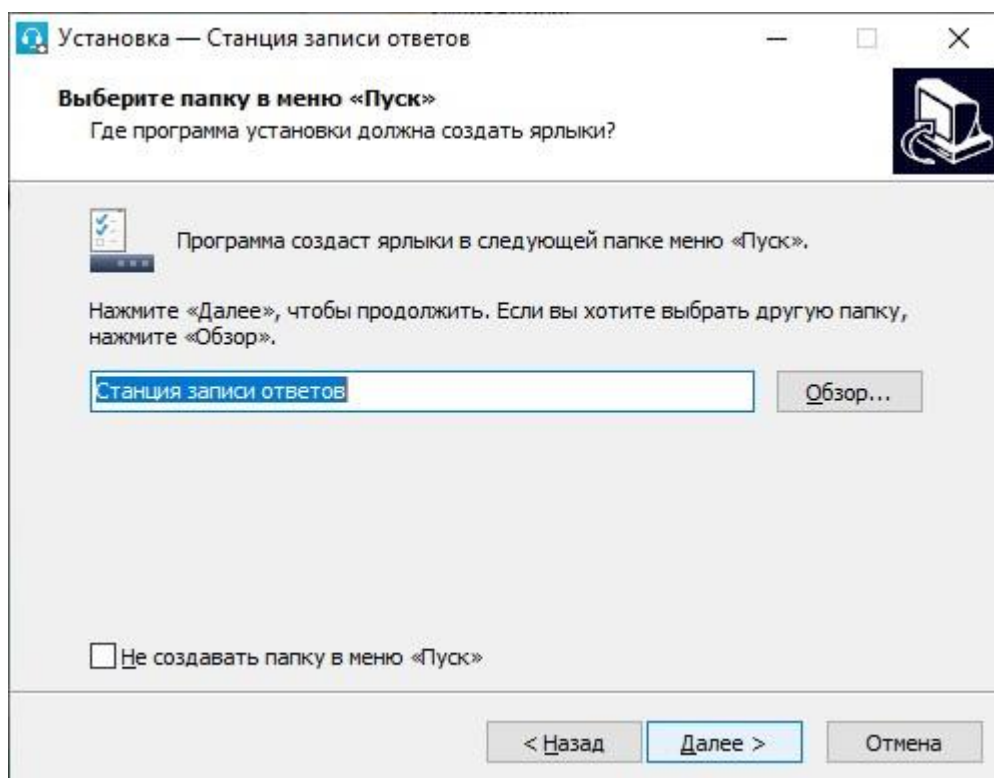 Установка — Станция записи ответов
Выберите папку в меню «Пуск»
Где программа установки должна создать ярлыки?
Программа создаст ярлыки в следующей папке меню «Пуск».
Нажмите «Далее», чтобы продолжить. Если вы хотите выбрать другую папку,
нажмите «Обзор».
Станция записи ответов
Обзор...
Не создавать папку в меню «Пуск»
< Назад
Далее >
Отмена